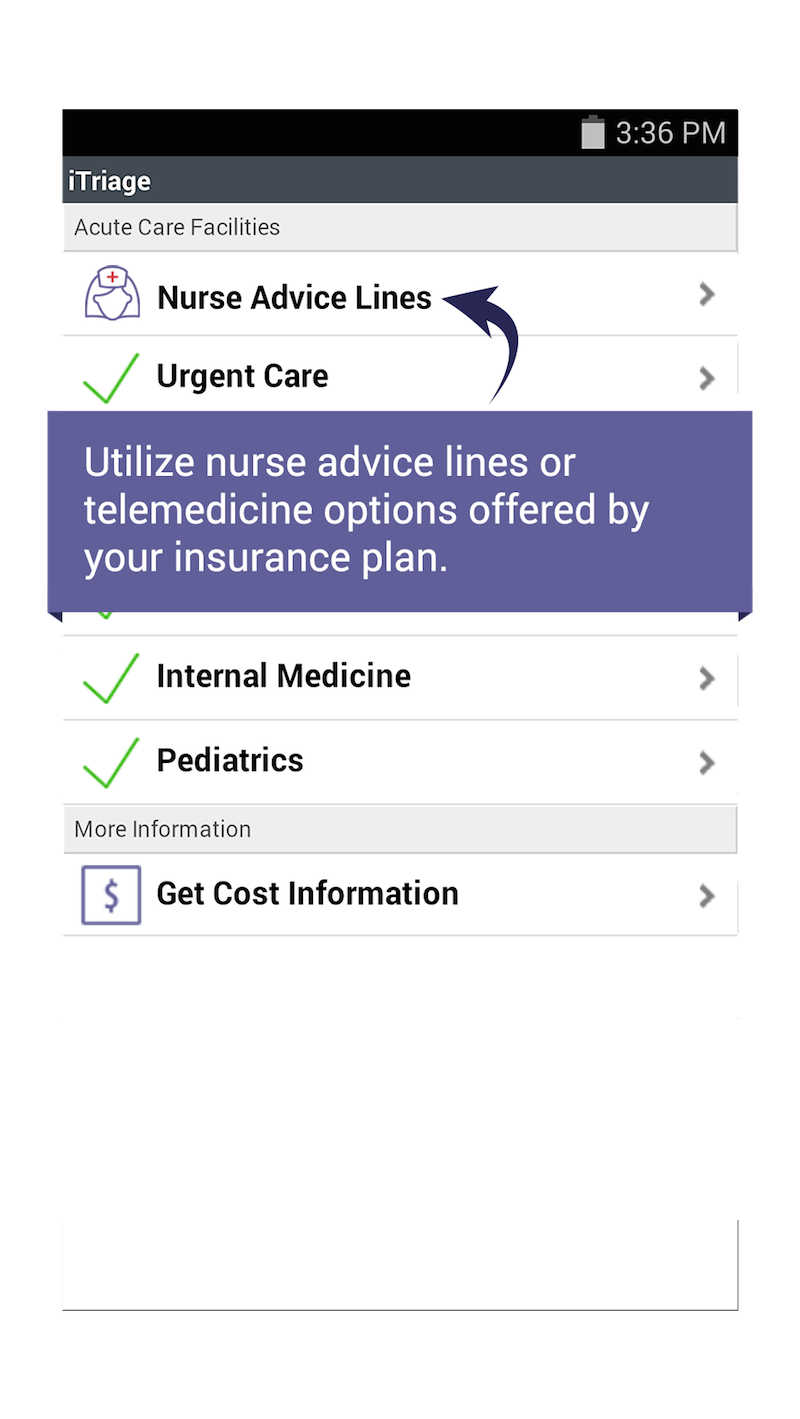 3:36 PM
iTriage
Acute Care Facilities
Nurse Advice Lines
Urgent Care
Utilize nurse advice lines or
telemedicine options offered by
your insurance plan.
Internal Medicine
Pediatrics
More Information
$
Get Cost Information